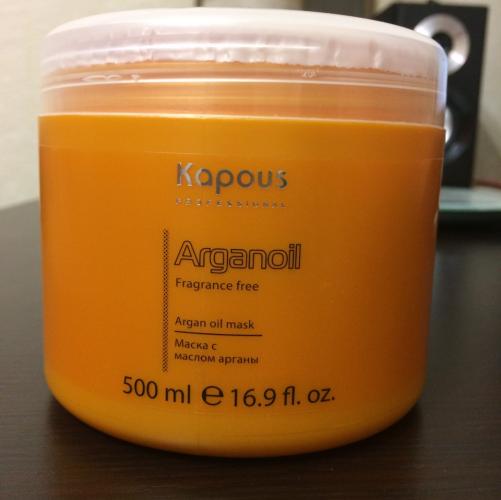 Kapous
PROFESSIONAL
Arganoil
Fragrance free
Argan oil mask
Маска с
маслом арганы
500 ml ℮ 16.9 fl. oz.